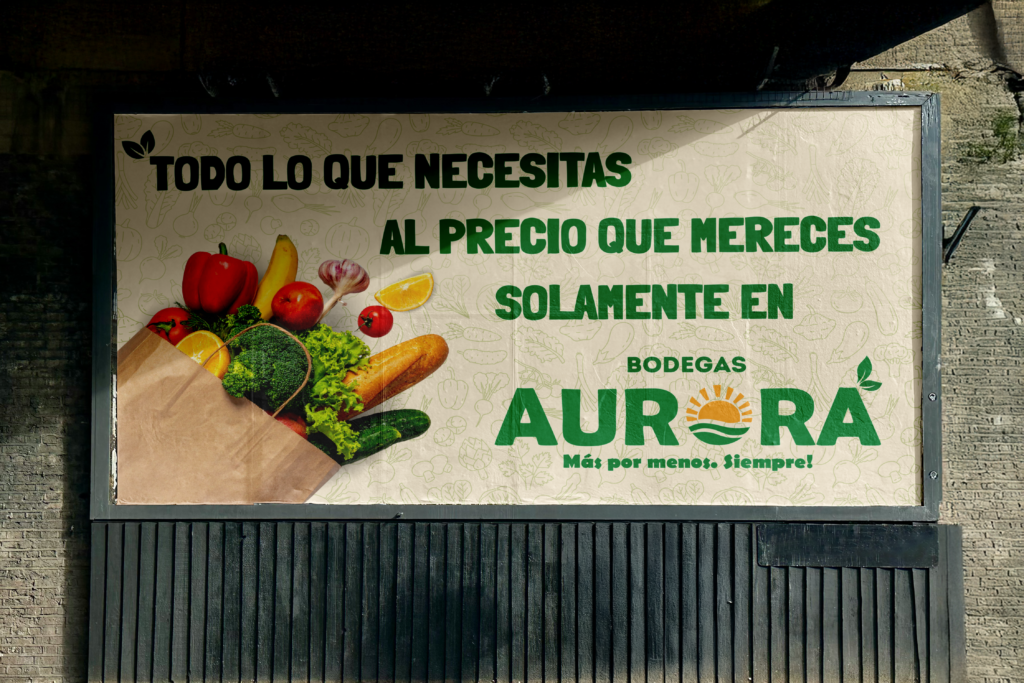 TODO LO QUE NECESITAS
AL PRECIO QUE MERECES
SOLAMENTE EN
BODEGAS
AURORA
Más por menos. Siempre!